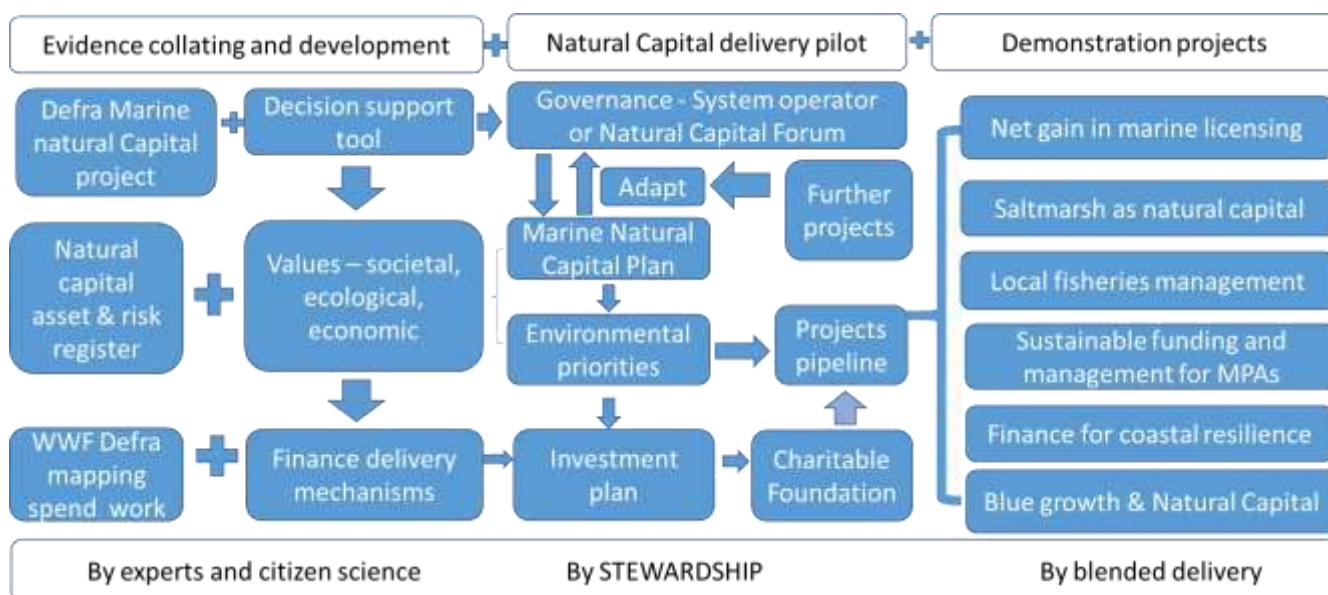 Evidence collating and development
Natural Capital delivery pilot
Demonstration projects
Defra Marine
natural Capital
project
Decision support
tool
Governance - System operator
or Natural Capital Forum
Adapt
Further
projects
Natural
capital
asset & risk
register
Values – societal,
ecological,
economic
Marine Natural
Capital Plan
Environmental
priorities
Projects
pipeline
WWF Defra
mapping
spend work
Finance delivery
mechanisms
Investment
plan
Charitable
Foundation
Net gain in marine licensing
Saltmarsh as natural capital
Local fisheries management
Sustainable funding and
management for MPAs
Finance for coastal resilience
Blue growth & Natural Capital
By experts and citizen science
By STEWARDSHIP
By blended delivery